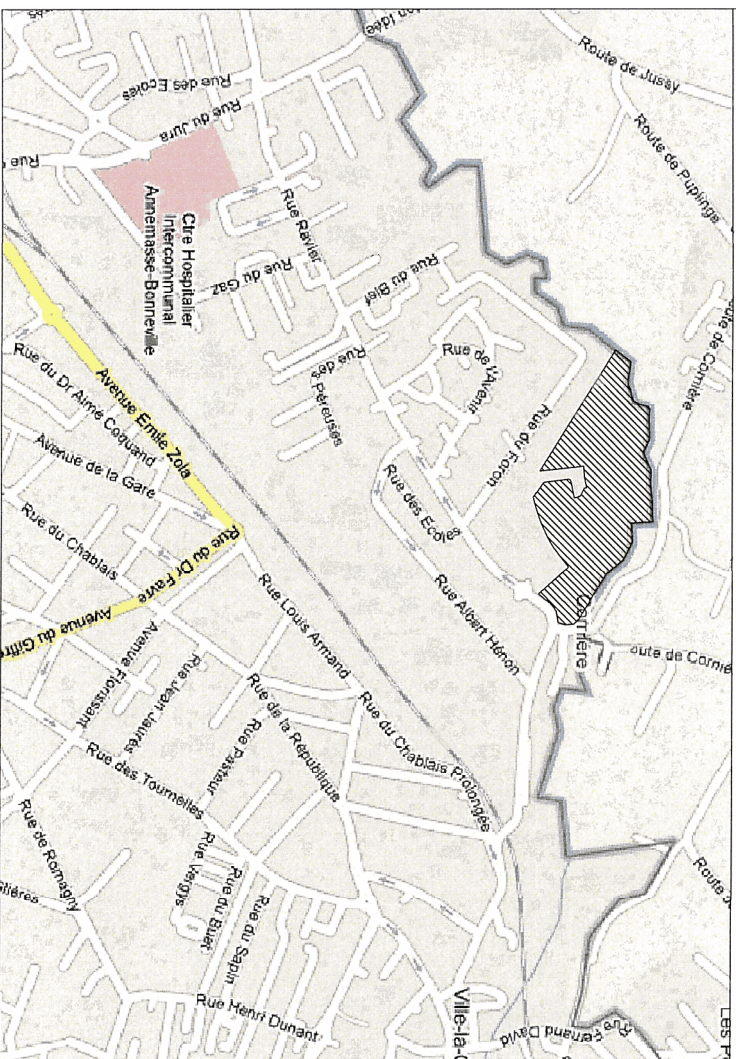 Route de Jussy
Route de Puplinge
Rue des Ecoles
Rue du Jura
Ctre Hospitalier
Intercommunal
Annemasse-Bonneville
Rue Ravier
Rue du Gaz
Rue du Bief
Rue de l'Avenir
Rue des
Péreuses
Rue du Foron
Rue des Ecoles
Rue Albert Hénon
Cornière
Avenue Emile Zola
Rue du Dr Aimé Coquand
Avenue de la Gare
Rue du Chablais
Rue du Dr Favre
Avenue du Giffre
Avenue Florissant
Rue Jean Jaurès
Rue Louis Armand
Rue de la République
Rue Pasteur
Rue du Chablais Prolongée
Rue des Tournelles
Rue de Romagny
Rue Vergys
Rue du Buet
Rue du Sapin
Rue Henri Dunant
Rue Fernand David
Ville-la-G
Route